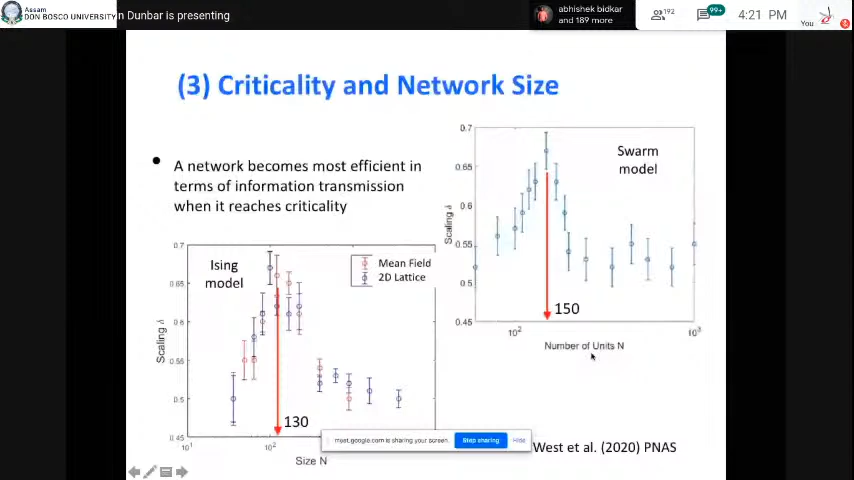 Assam
DON BOSCO UNIVERSITY
n Dunbar is presenting
abhishek bidkar
and 189 more
192
99+
4:21 PM
You
(3) Criticality and Network Size
A network becomes most efficient in
terms of information transmission
when it reaches criticality
0.7
0.65
0.6
0.55
0.5
0.45
Scaling δ
Swarm
model
150
10²
10³
Number of Units N
0.7
0.65
0.6
0.55
0.5
0.45
Scaling δ
Ising
model
Mean Field
2D Lattice
130
10¹
10²
Size N
meet.google.com is sharing your screen.
Stop sharing
Hide
West et al. (2020) PNAS